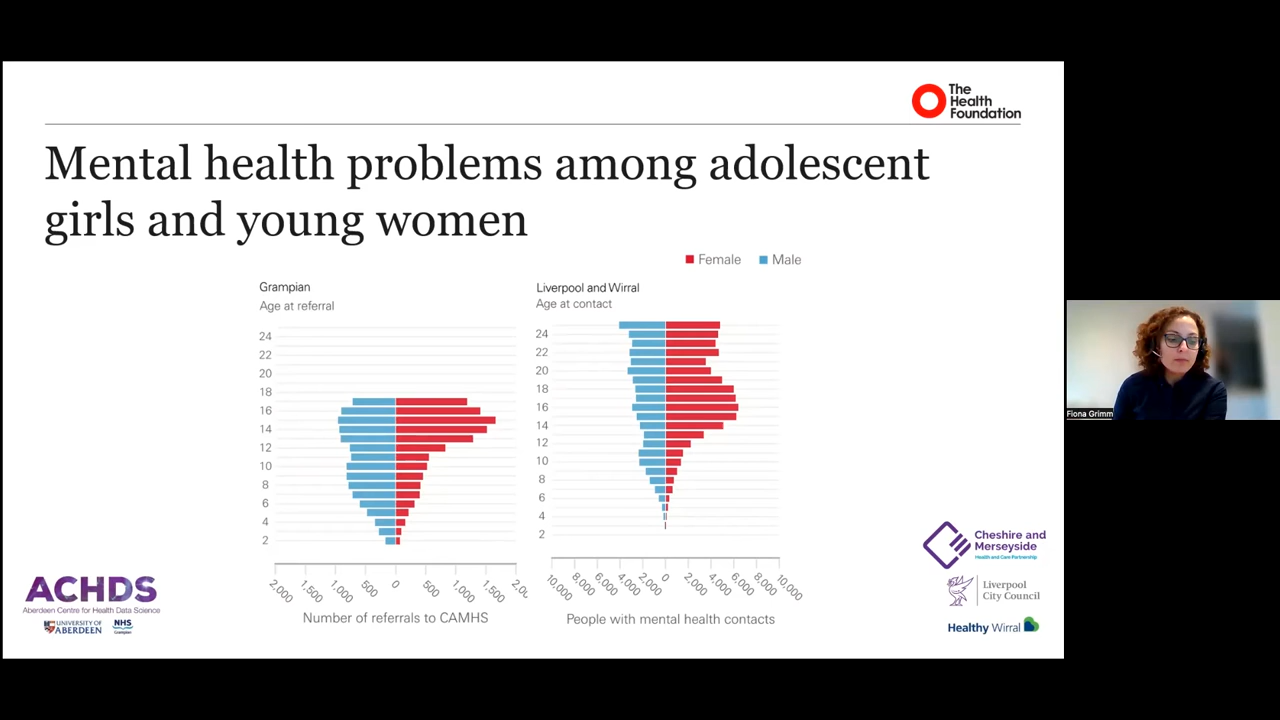 The
Health
Foundation
Mental health problems among adolescent
girls and young women
Female Male
Grampian
Age at referral
24
22
20
18
16
14
12
10
8
6
4
2
2,000 1,500 1,000 500 0 500 1,000 1,500
Number of referrals to CAMHS
Liverpool and Wirral
Age at contact
24
22
20
18
16
14
12
10
8
6
4
2
10,000 8,000 6,000 4,000 2,000 0 2,000 4,000 6,000 8,000 10,000
People with mental health contacts
ACHDS
Aberdeen Centre for Health Data Science
UNIVERSITY OF
ABERDEEN
NHS
Grampian
Cheshire and
Merseyside
Health and Care Partnership
Liverpool
City Council
Healthy Wirral
Fiona Grimm